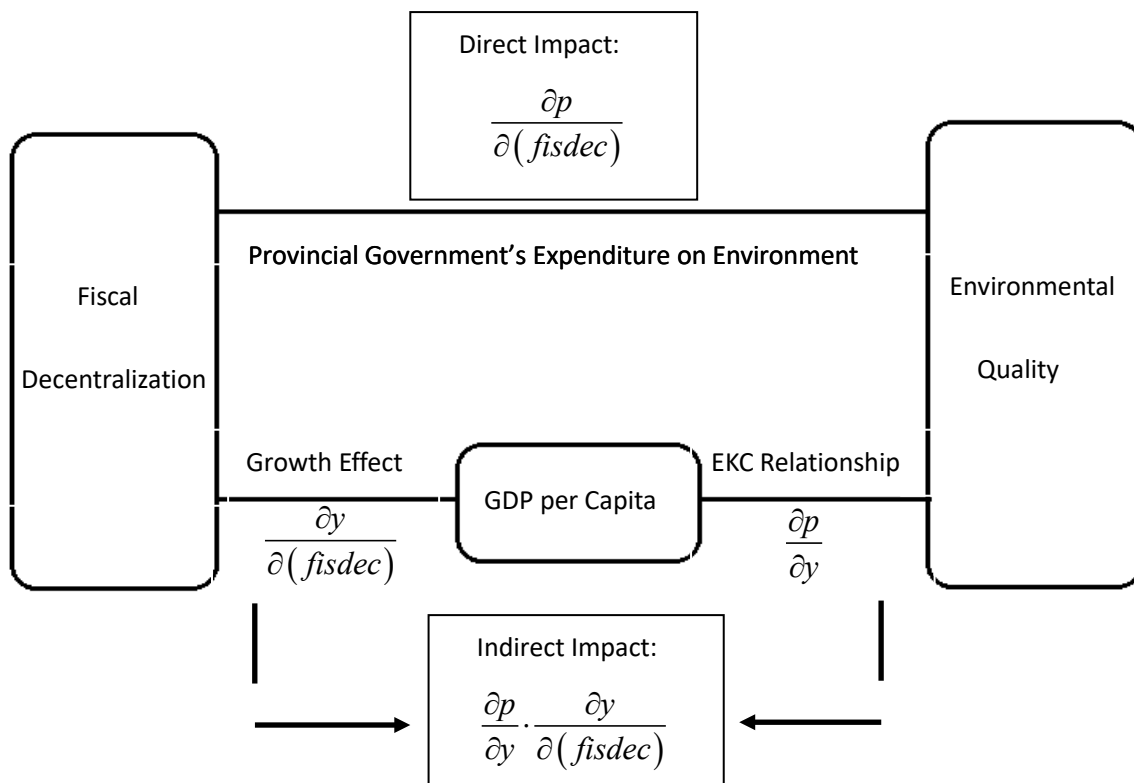 Direct Impact:
∂p
∂(fisdec)
Provincial Government's Expenditure on Environment
Fiscal
Decentralization
Environmental
Quality
Growth Effect
∂y
∂(fisdec)
GDP per Capita
EKC Relationship
∂p
∂y
Indirect Impact:
∂p/∂y · ∂y/∂(fisdec)